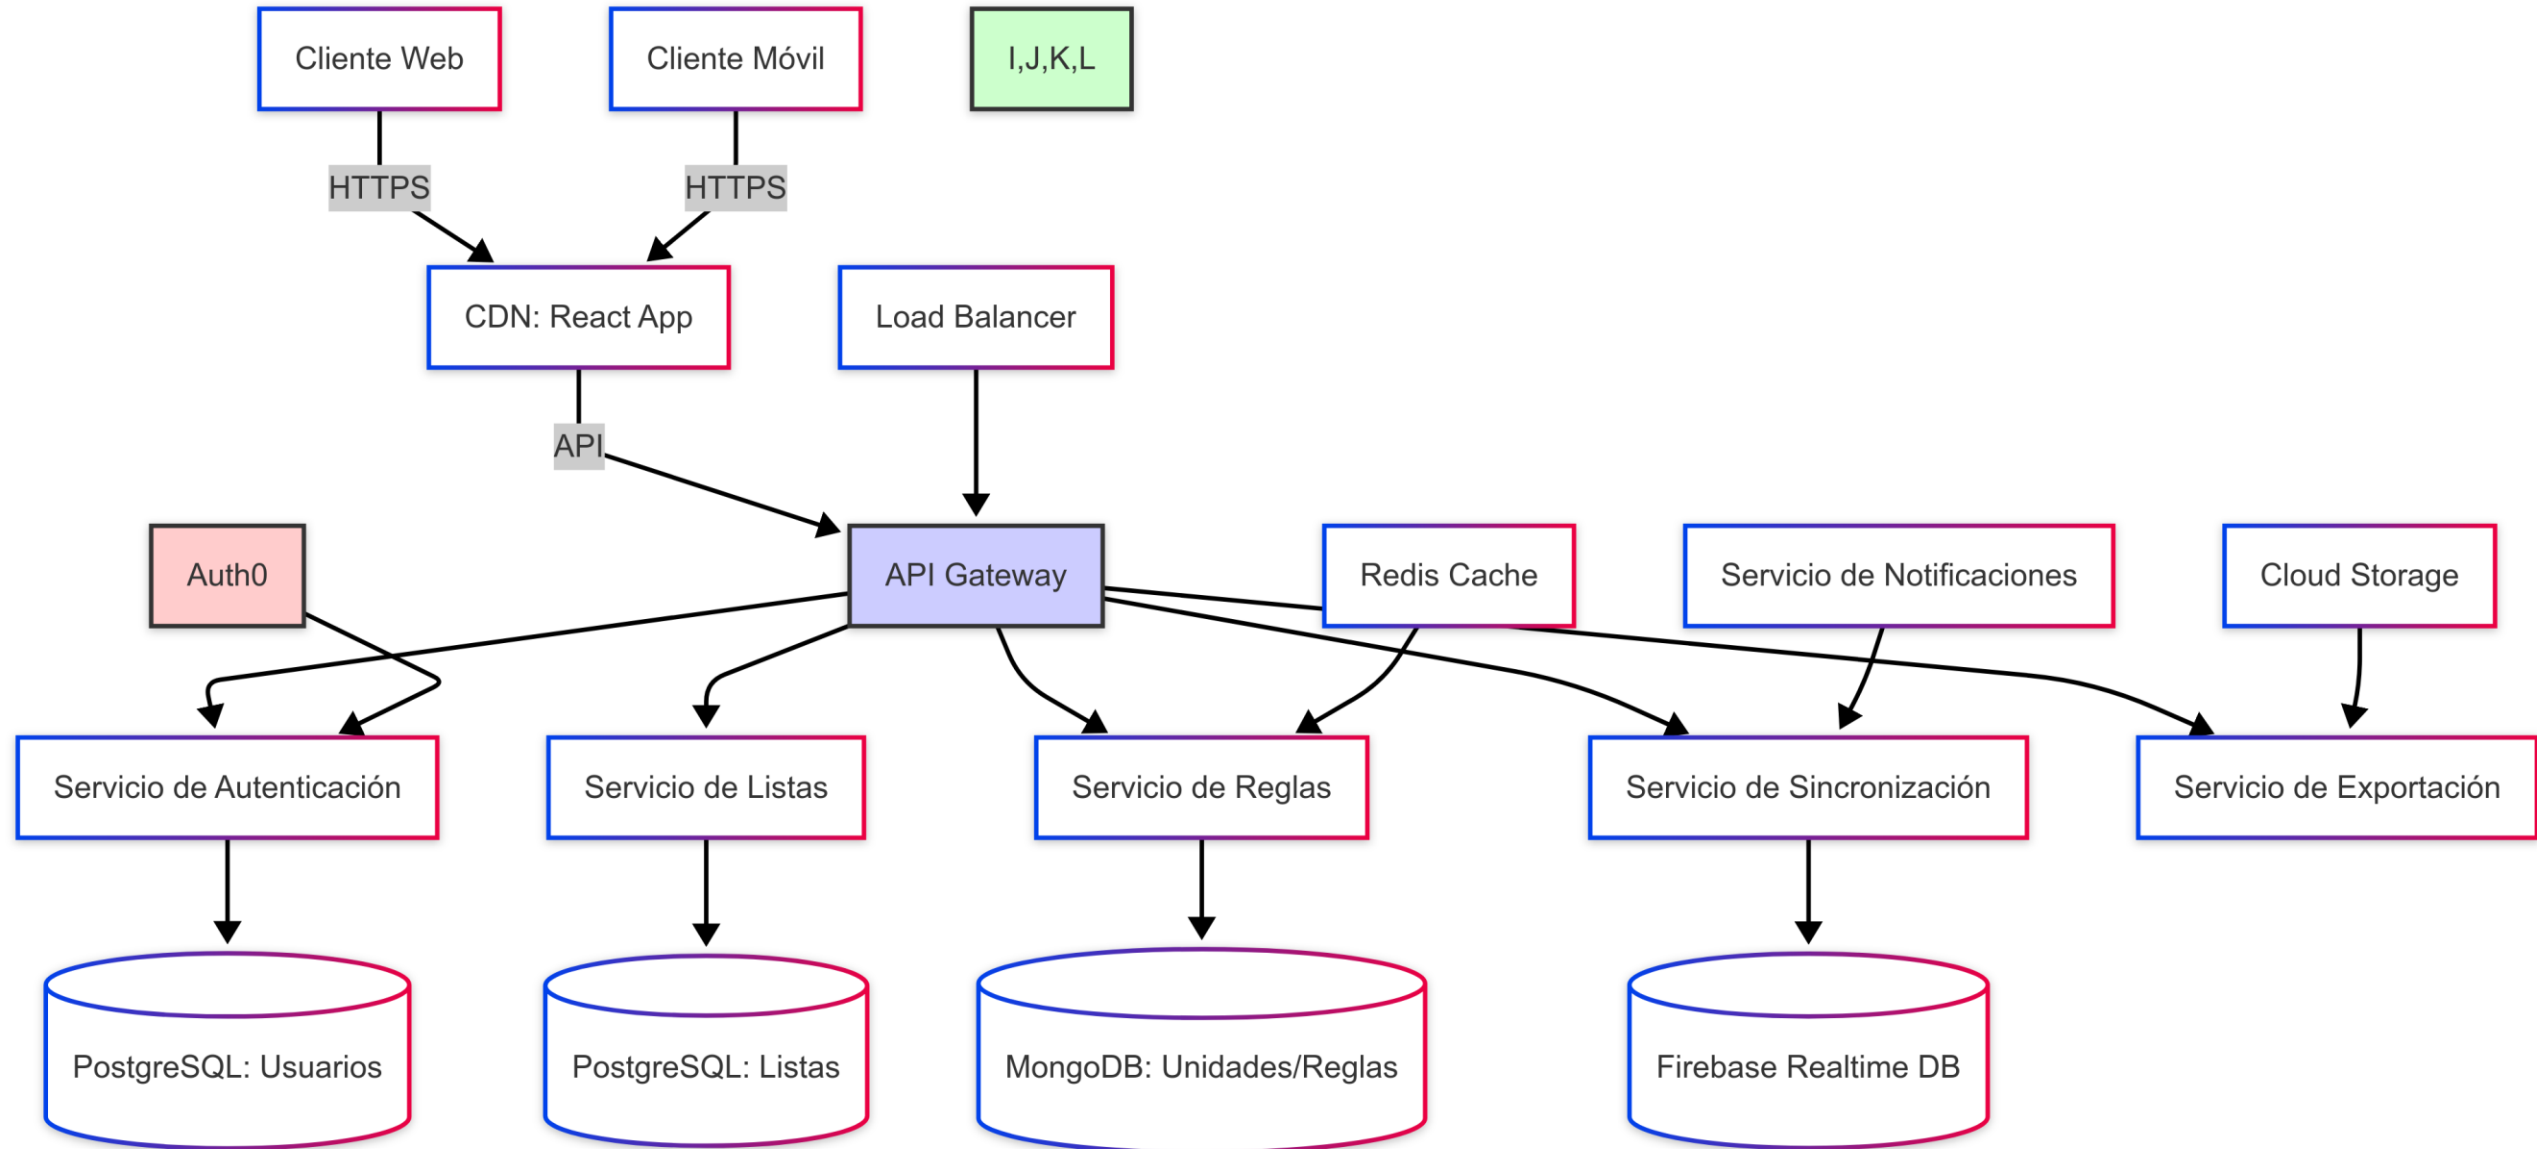 Cliente Web
Cliente Móvil
I,J,K,L
HTTPS
HTTPS
CDN: React App
Load Balancer
API
Auth0
API Gateway
Redis Cache
Servicio de Notificaciones
Cloud Storage
Servicio de Autenticación
Servicio de Listas
Servicio de Reglas
Servicio de Sincronización
Servicio de Exportación
PostgreSQL: Usuarios
PostgreSQL: Listas
MongoDB: Unidades/Reglas
Firebase Realtime DB